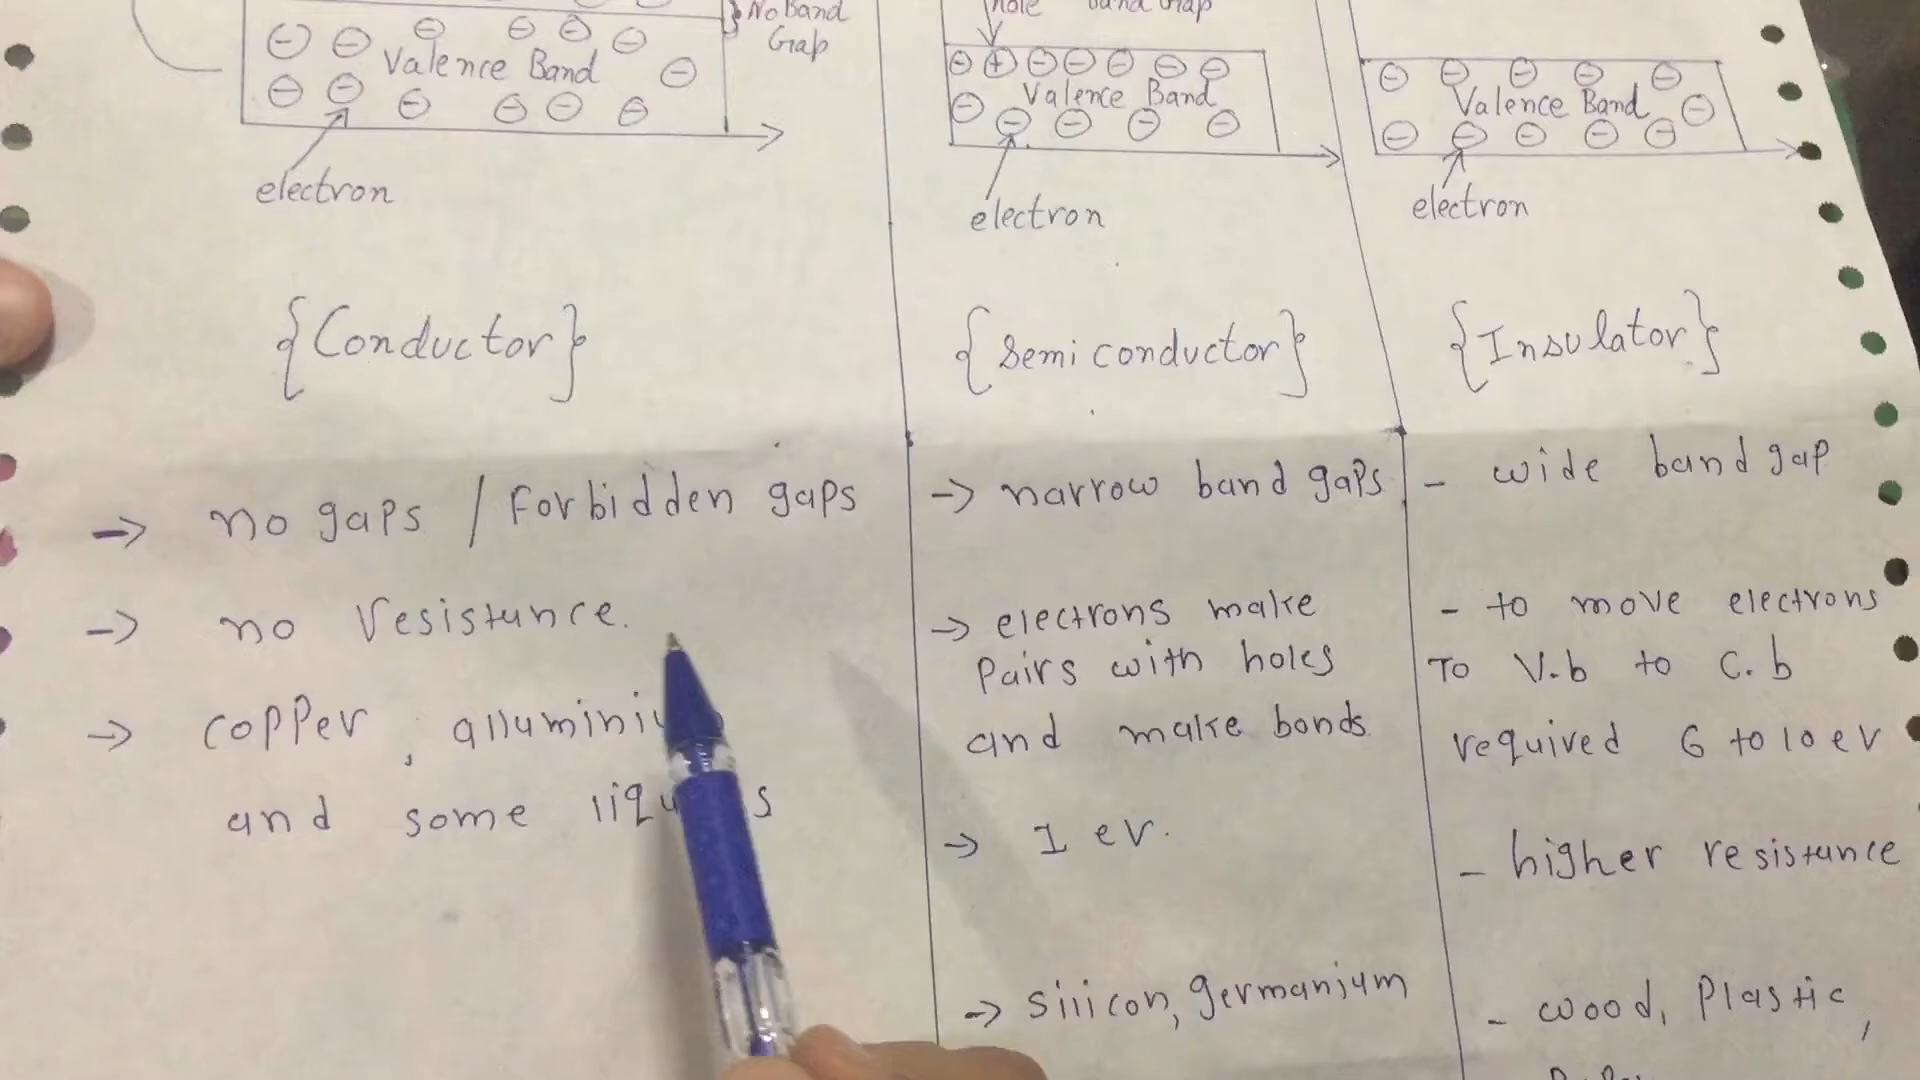 No Band
Gap
Valence Band
electron
{Conductor}
-> no gaps / Forbidden gaps
-> no resistance.
-> copper, alluminiu
and some liqu s
hole Band Gap
Valence Band
electron
{Semi conductor}
-> narrow band gaps
-> electrons make
pairs with holes
and make bonds
-> 1 ev.
-> silicon, germanium
Valence Band
electron
{Insulator}
- wide band gap
- to move electrons
To V.b to C.b
required 6 to 10 ev
- higher resistance
- wood, Plastic,